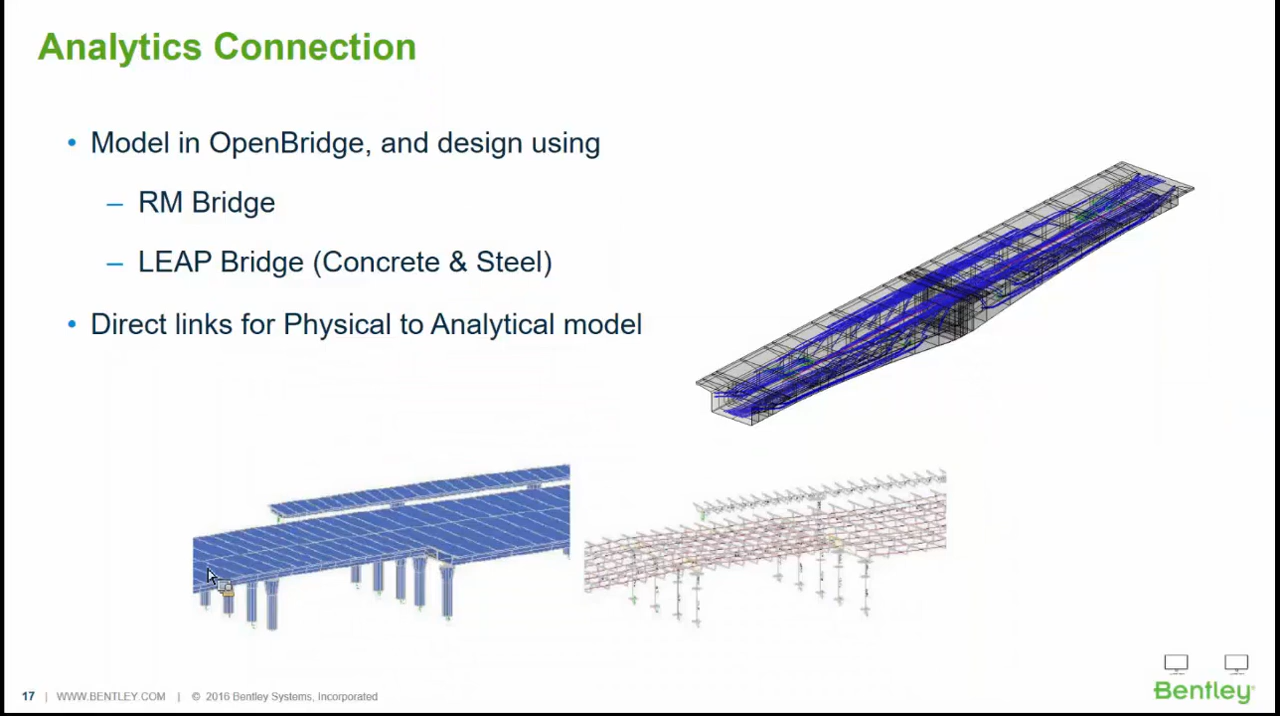 Analytics Connection
• Model in OpenBridge, and design using
– RM Bridge
– LEAP Bridge (Concrete & Steel)
• Direct links for Physical to Analytical model
17 | WWW.BENTLEY.COM | © 2016 Bentley Systems, Incorporated
Bentley®